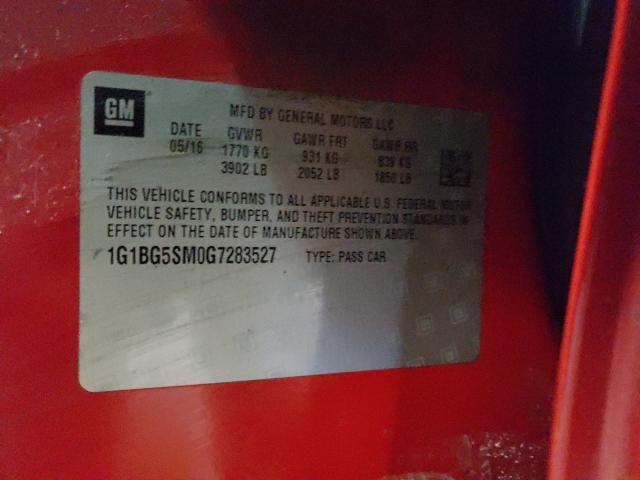 GM
MFD BY GENERAL MOTORS LLC
DATE GVWR GAWR FRT GAWR RR
05/16 1770 KG 931 KG 839 KG
3902 LB 2052 LB 1850 LB
THIS VEHICLE CONFORMS TO ALL APPLICABLE U.S. FEDERAL MOTOR
VEHICLE SAFETY, BUMPER, AND THEFT PREVENTION STANDARDS IN
EFFECT ON THE DATE OF MANUFACTURE SHOWN ABOVE.
1G1BG5SM0G7283527 TYPE: PASS CAR